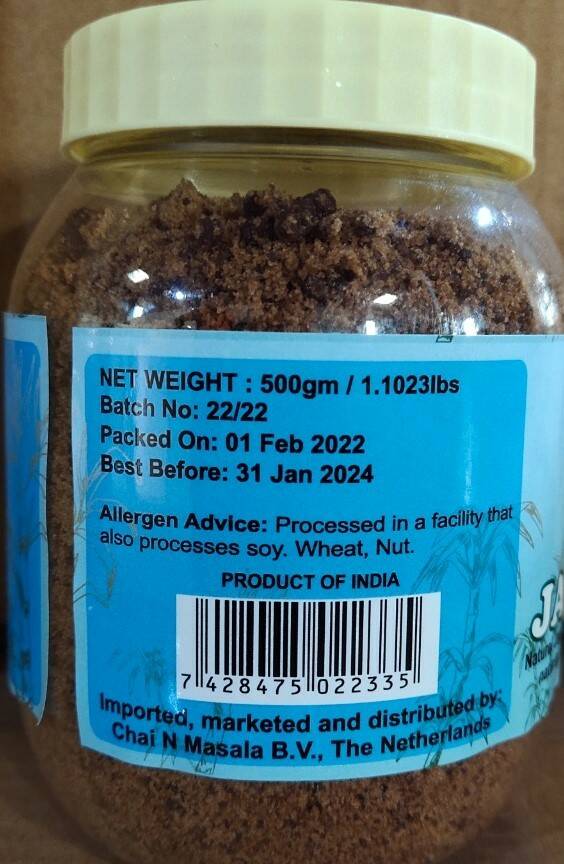 NET WEIGHT : 500gm / 1.1023lbs
Batch No: 22/22
Packed On: 01 Feb 2022
Best Before: 31 Jan 2024
Allergen Advice: Processed in a facility that
also processes soy. Wheat, Nut.
PRODUCT OF INDIA
7 428475 022335
Imported, marketed and distributed by:
Chai N Masala B.V., The Netherlands
JA